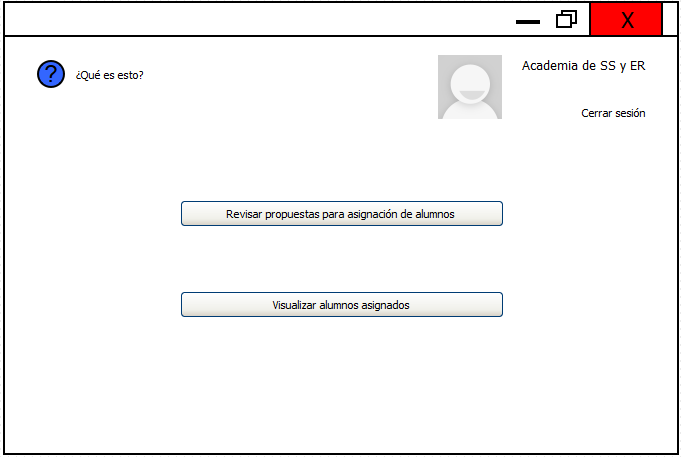 X
?
¿Qué es esto?
Academia de SS y ER
Cerrar sesión
Revisar propuestas para asignación de alumnos
Visualizar alumnos asignados